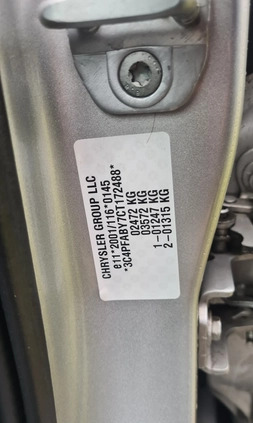 CHRYSLER GROUP LLC
e11*2001/116*0145
*3C4PFABY7CT172488*
02472 KG
03572 KG
1-01247 KG
2-01315 KG